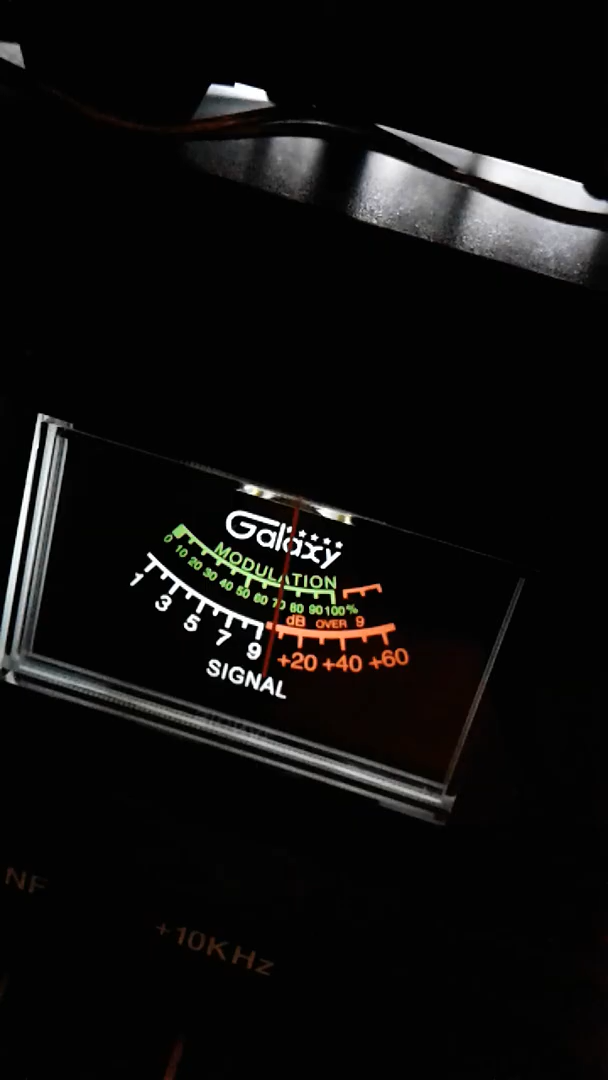 Galaxy
MODULATION
0 10 20 30 40 50 60 70 80 90 100%
dB OVER 9
1 3 5 7 9 +20 +40 +60
SIGNAL
NF
+10KHz